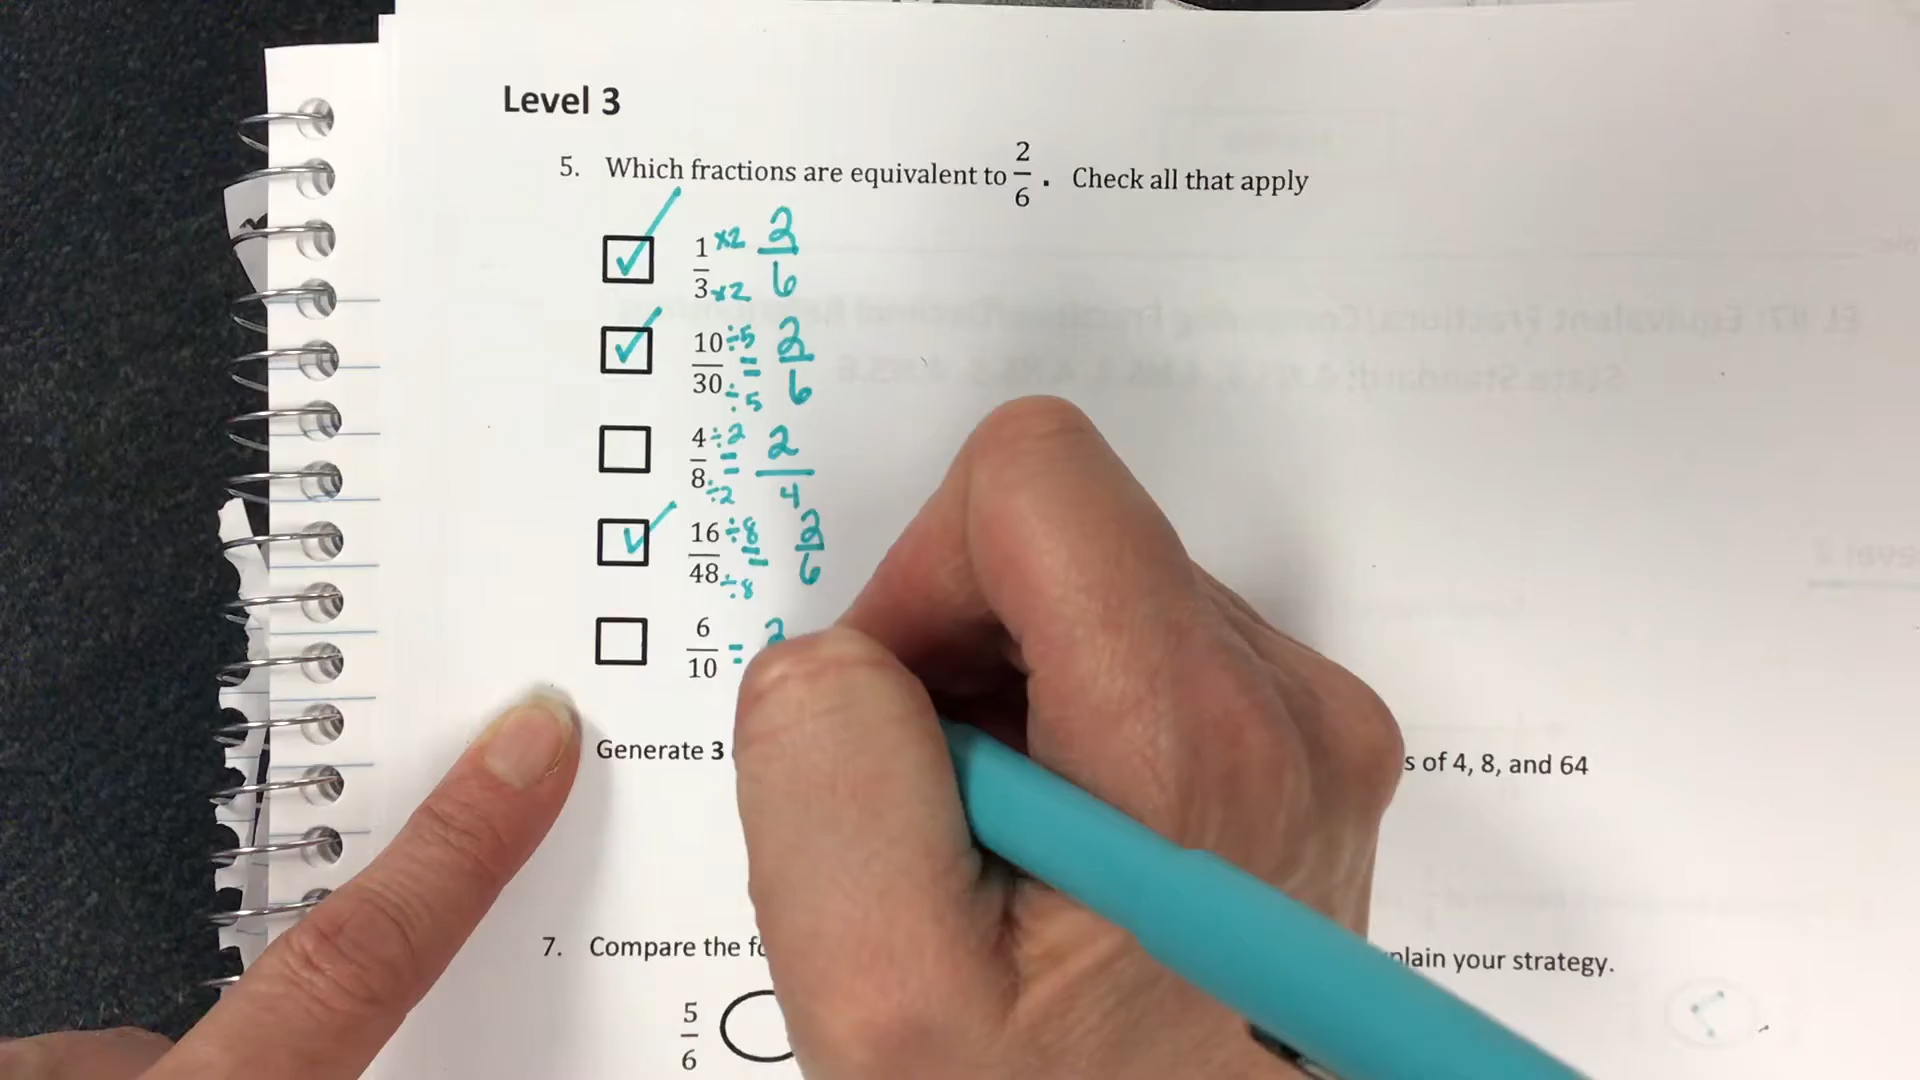 Level 3
5. Which fractions are equivalent to 2/6. Check all that apply
✓ 1/3 ×2 ×2 2/6
✓ 10/30 ÷5 ÷5 = 2/6
4/8 ÷2 ÷2 = 2/4
✓ 16/48 ÷8 ÷8 = 2/6
6/10 = 2
Generate 3 s of 4, 8, and 64
7. Compare the plain your strategy.
5/6